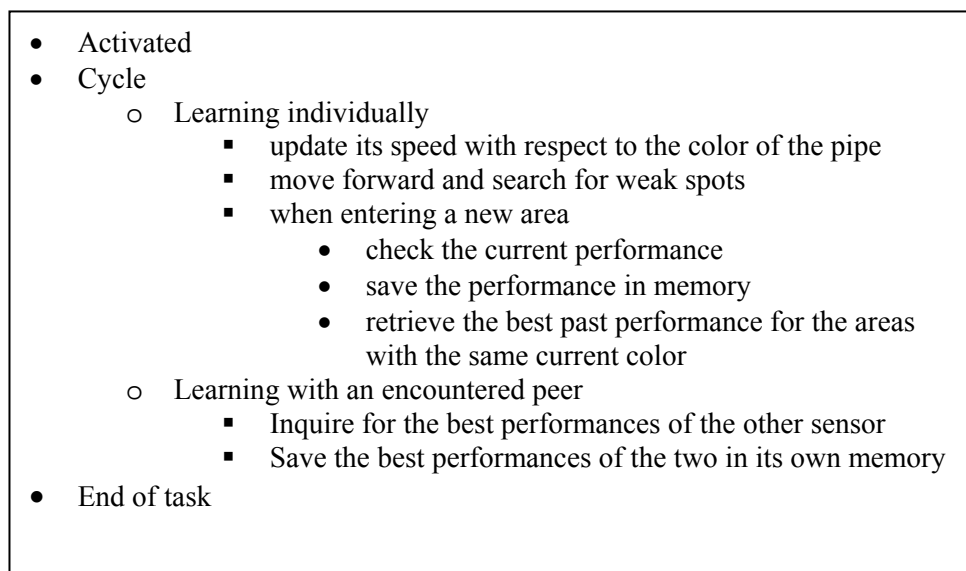 • Activated
• Cycle
o Learning individually
▪ update its speed with respect to the color of the pipe
▪ move forward and search for weak spots
▪ when entering a new area
• check the current performance
• save the performance in memory
• retrieve the best past performance for the areas
with the same current color
o Learning with an encountered peer
▪ Inquire for the best performances of the other sensor
▪ Save the best performances of the two in its own memory
• End of task